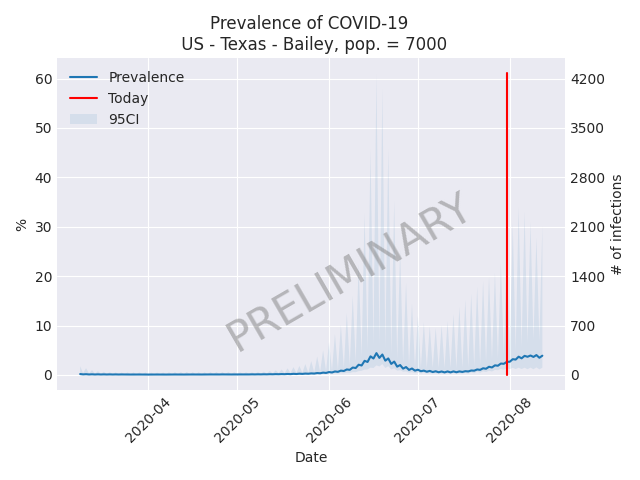 Prevalence of COVID-19
US - Texas - Bailey, pop. = 7000
Prevalence
Today
95CI
60
50
40
30
20
10
0
%
4200
3500
2800
2100
1400
700
0
# of infections
PRELIMINARY
2020-04
2020-05
2020-06
2020-07
2020-08
Date